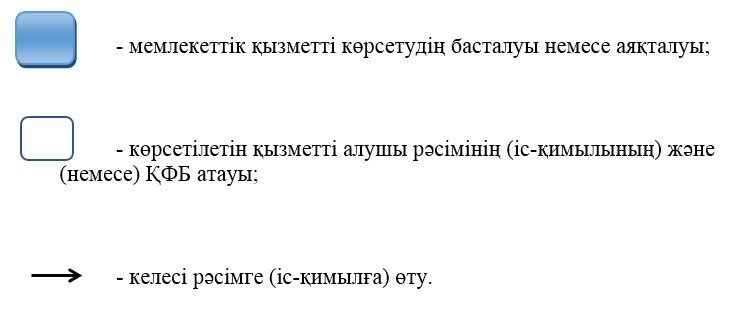 - мемлекеттік қызметті көрсетудің басталуы немесе аяқталуы;
- көрсетілетін қызметті алушы рәсімінің (іс-қимылының) және
(немесе) ҚФБ атауы;
- келесі рәсімге (іс-қимылға) өту.